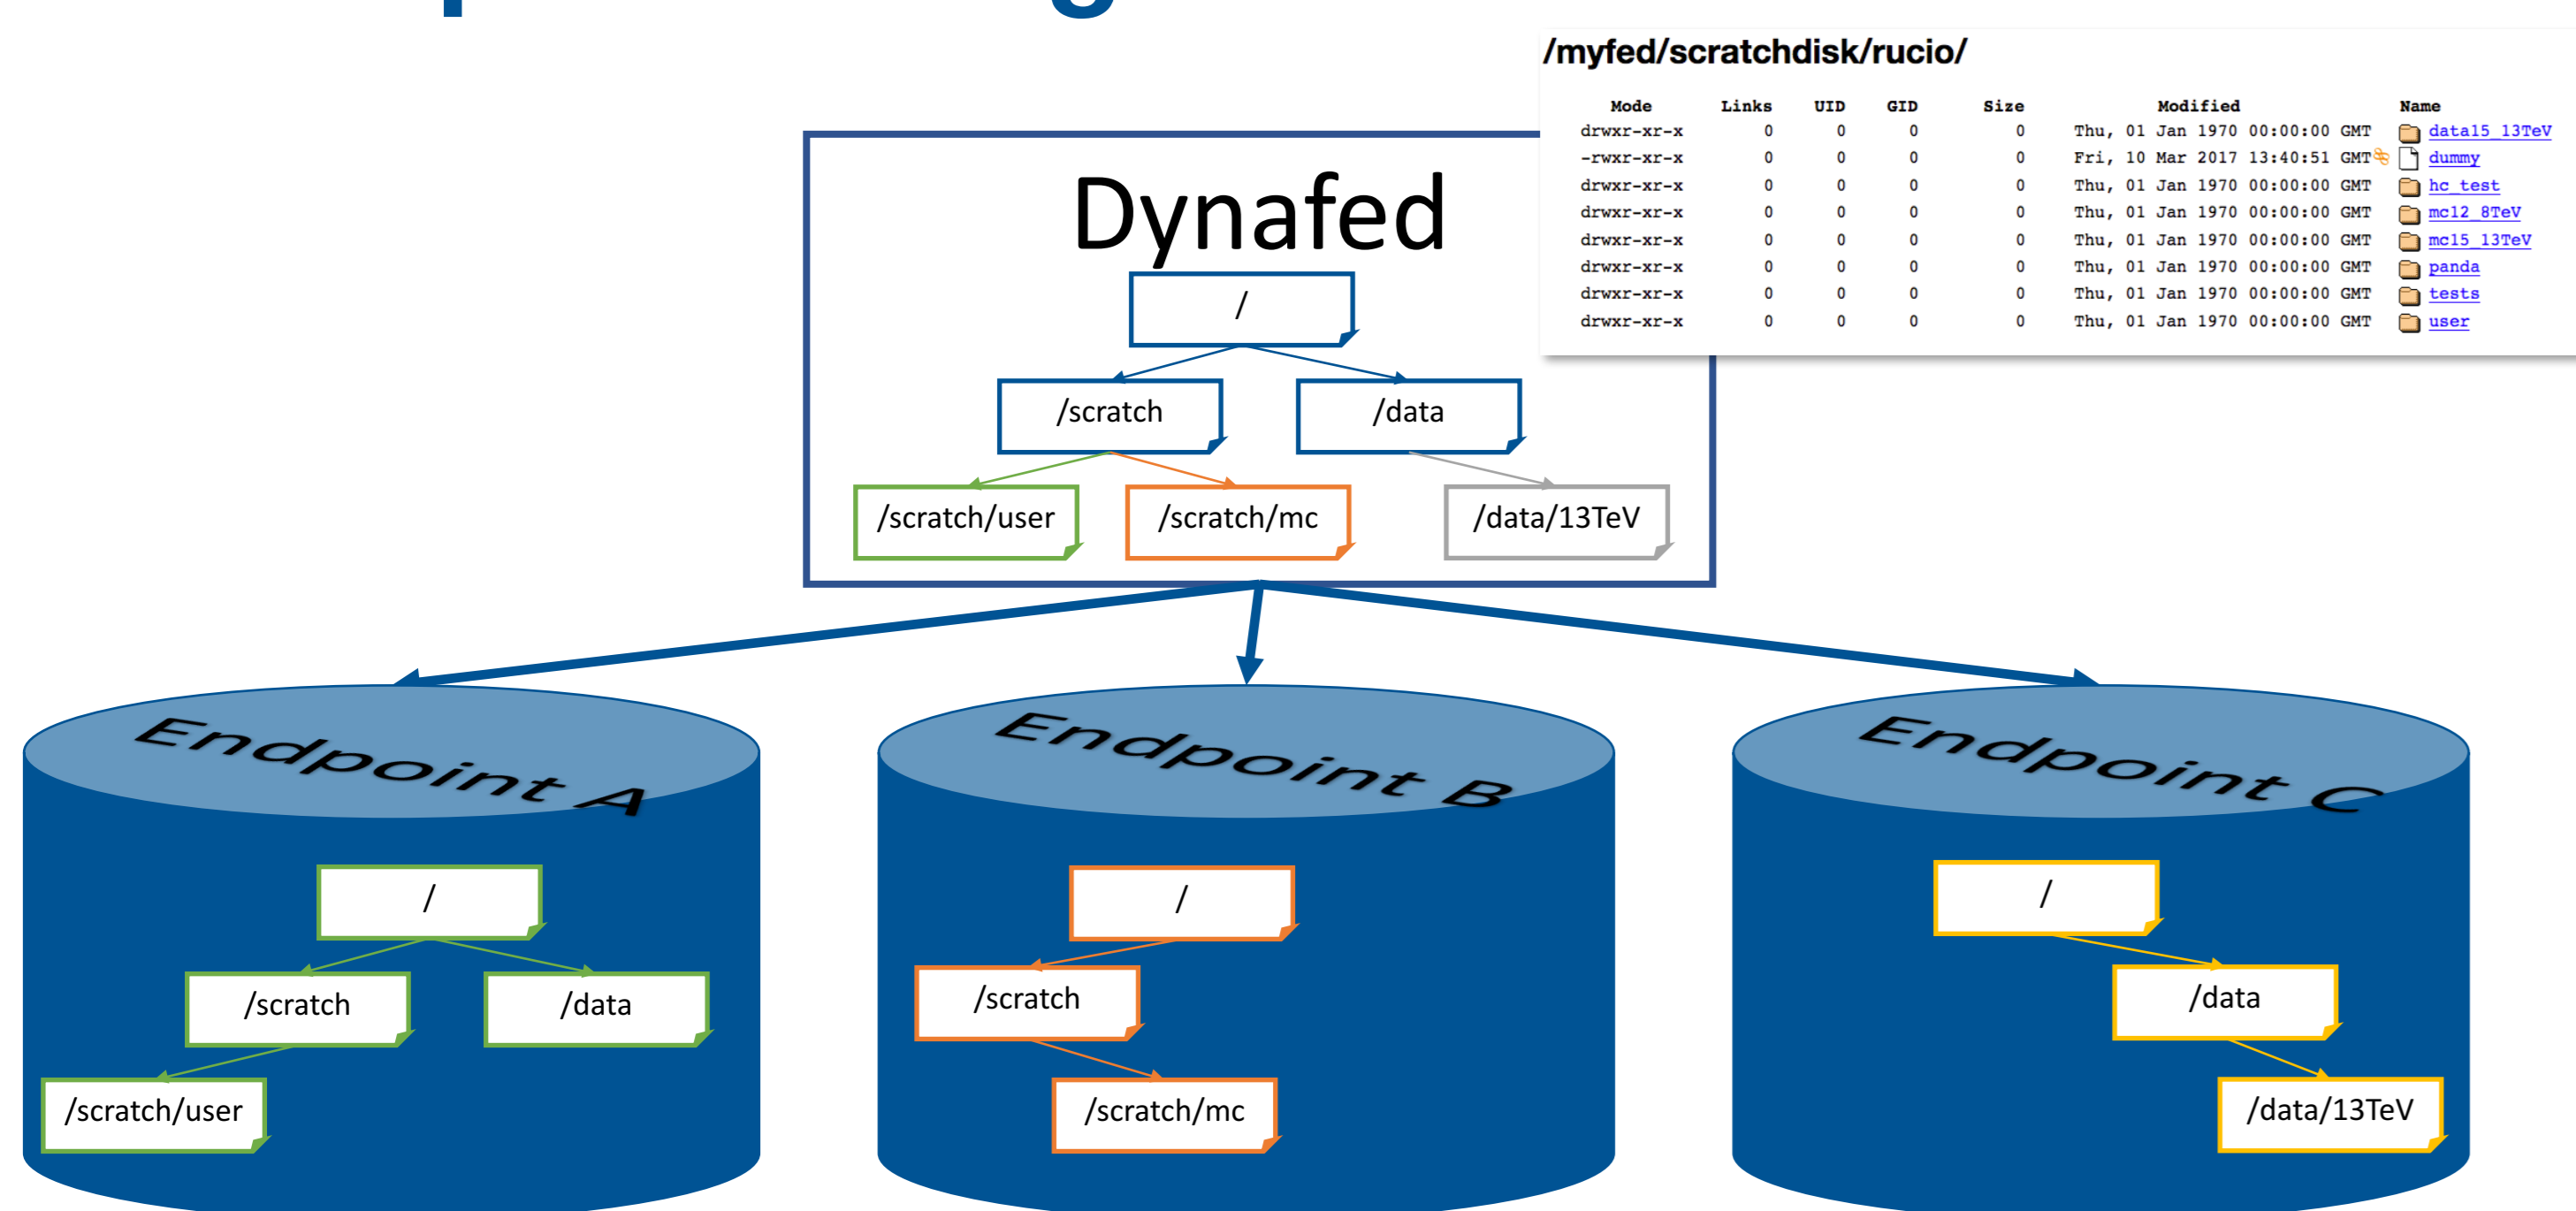 /myfed/scratchdisk/rucio/
Mode Links UID GID Size Modified Name
drwxr-xr-x 0 0 0 0 Thu, 01 Jan 1970 00:00:00 GMT data15_13TeV
-rwxr-xr-x 0 0 0 0 Fri, 10 Mar 2017 13:40:51 GMT dummy
drwxr-xr-x 0 0 0 0 Thu, 01 Jan 1970 00:00:00 GMT hc_test
drwxr-xr-x 0 0 0 0 Thu, 01 Jan 1970 00:00:00 GMT mc12_8TeV
drwxr-xr-x 0 0 0 0 Thu, 01 Jan 1970 00:00:00 GMT mc15_13TeV
drwxr-xr-x 0 0 0 0 Thu, 01 Jan 1970 00:00:00 GMT panda
drwxr-xr-x 0 0 0 0 Thu, 01 Jan 1970 00:00:00 GMT tests
drwxr-xr-x 0 0 0 0 Thu, 01 Jan 1970 00:00:00 GMT user
Dynafed
/
/scratch /data
/scratch/user /scratch/mc /data/13TeV
Endpoint A
/
/scratch /data
/scratch/user
Endpoint B
/
/scratch
/scratch/mc
Endpoint C
/
/data
/data/13TeV